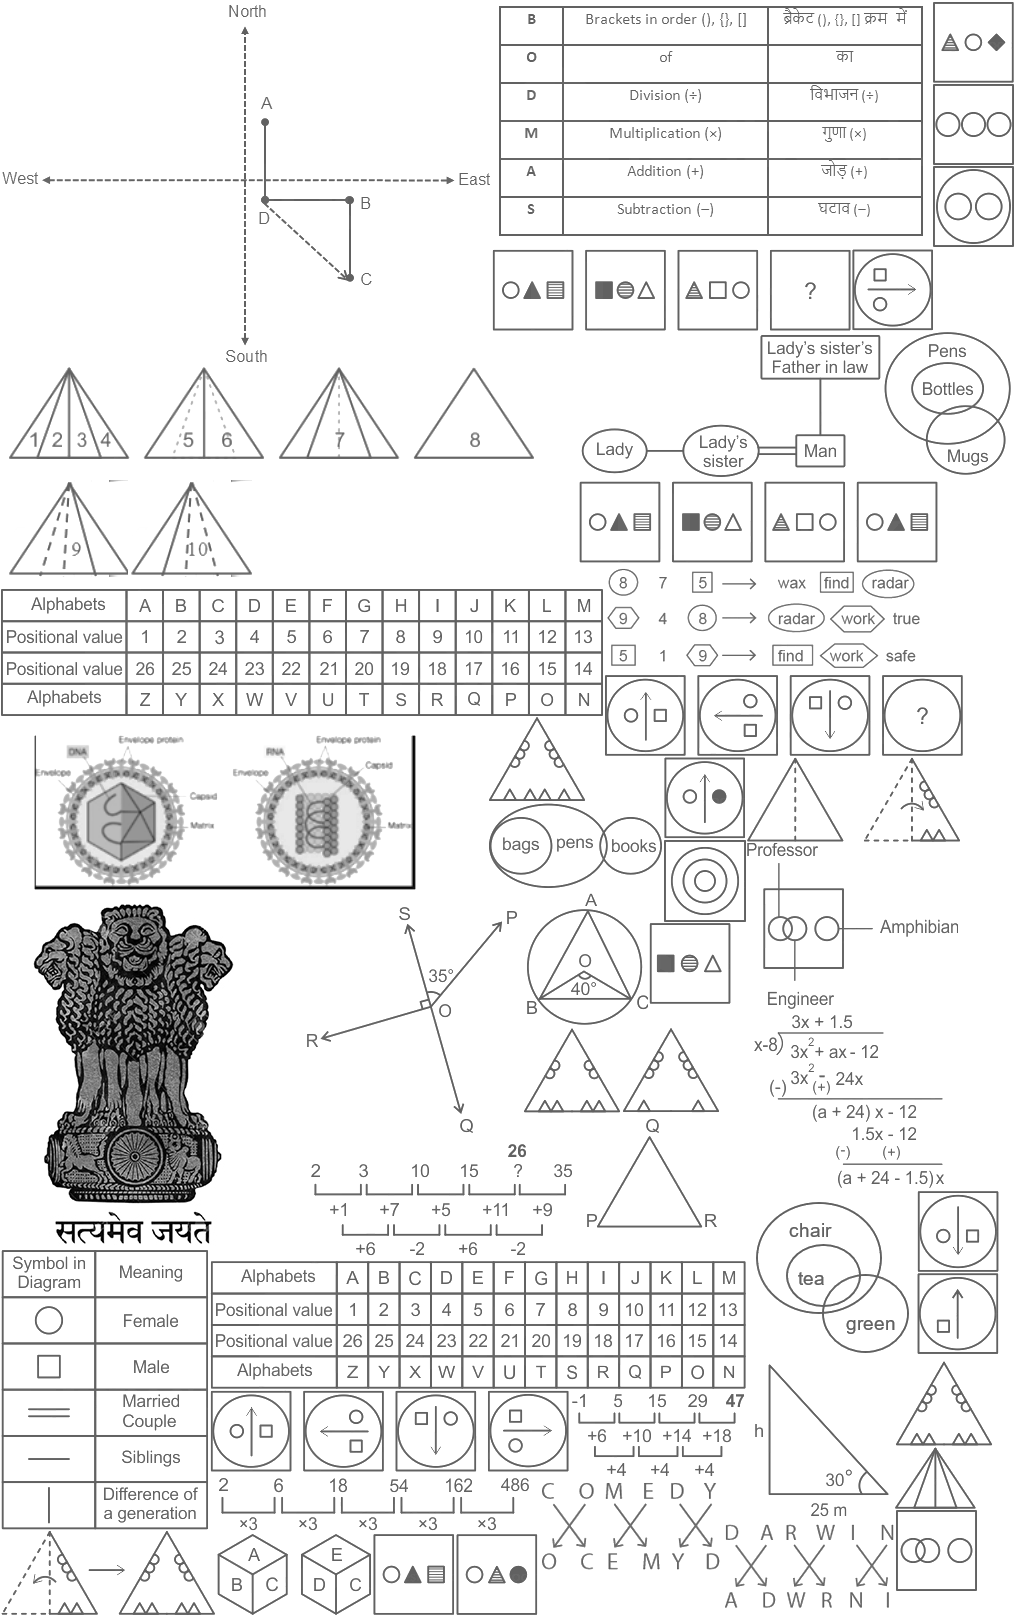 North
A
West
East
D
B
C
South
B Brackets in order (), {}, [] ब्रैकेट (), {}, [] क्रम में
O of का
D Division (÷) विभाजन (÷)
M Multiplication (×) गुणा (×)
A Addition (+) जोड़ (+)
S Subtraction (–) घटाव (–)
?
1 2 3 4
5 6
7
8
9
10
Lady's sister's
Father in law
Lady
Lady's
sister
Man
Pens
Bottles
Mugs
8 7 5 wax find radar
9 4 8 radar work true
5 1 9 find work safe
Alphabets A B C D E F G H I J K L M
Positional value 1 2 3 4 5 6 7 8 9 10 11 12 13
Positional value 26 25 24 23 22 21 20 19 18 17 16 15 14
Alphabets Z Y X W V U T S R Q P O N
?
Envelope protein
DNA
Envelope
Capsid
Matrix
Envelope protein
RNA
Envelope
Capsid
Matrix
bags pens books
Professor
Amphibian
Engineer
S
P
35°
O
R
Q
A
O
40°
B
C
3x + 1.5
x-8) 3x2 + ax - 12
3x2 - 24x
(-) (+)
(a + 24) x - 12
1.5x - 12
(-) (+)
(a + 24 - 1.5)x
सत्यमेव जयते
26
2 3 10 15 ? 35
+1 +7 +5 +11 +9
+6 -2 +6 -2
Q
P
R
chair
tea
green
Symbol in
Diagram
Meaning
Female
Male
Married
Couple
Siblings
Difference of
a generation
Alphabets A B C D E F G H I J K L M
Positional value 1 2 3 4 5 6 7 8 9 10 11 12 13
Positional value 26 25 24 23 22 21 20 19 18 17 16 15 14
Alphabets Z Y X W V U T S R Q P O N
-1 5 15 29 47
+6 +10 +14 +18
+4 +4 +4
h
30°
25 m
2 6 18 54 162 486
×3 ×3 ×3 ×3 ×3
C O M E D Y
O C E M Y D
D A R W I N
A D W R N I
A
B C
E
D C